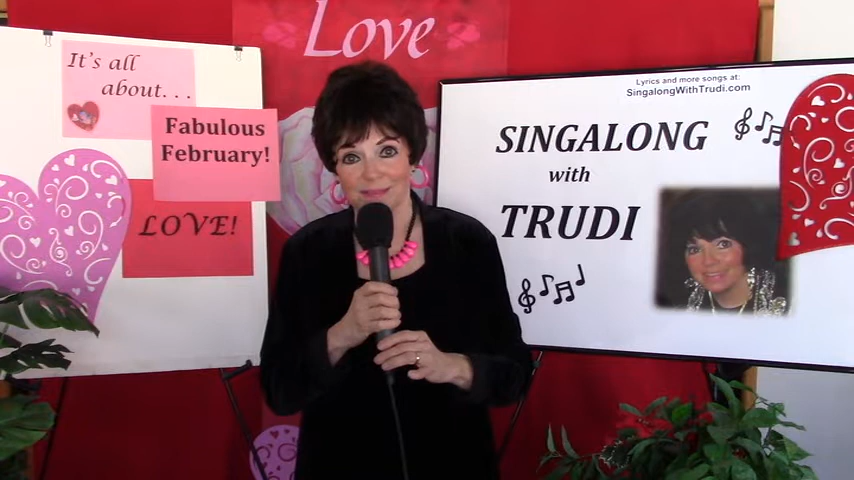 Love
It's all
about. . .
Fabulous
February!
LOVE!
Lyrics and more songs at:
SingalongWithTrudi.com
SINGALONG
with
TRUDI